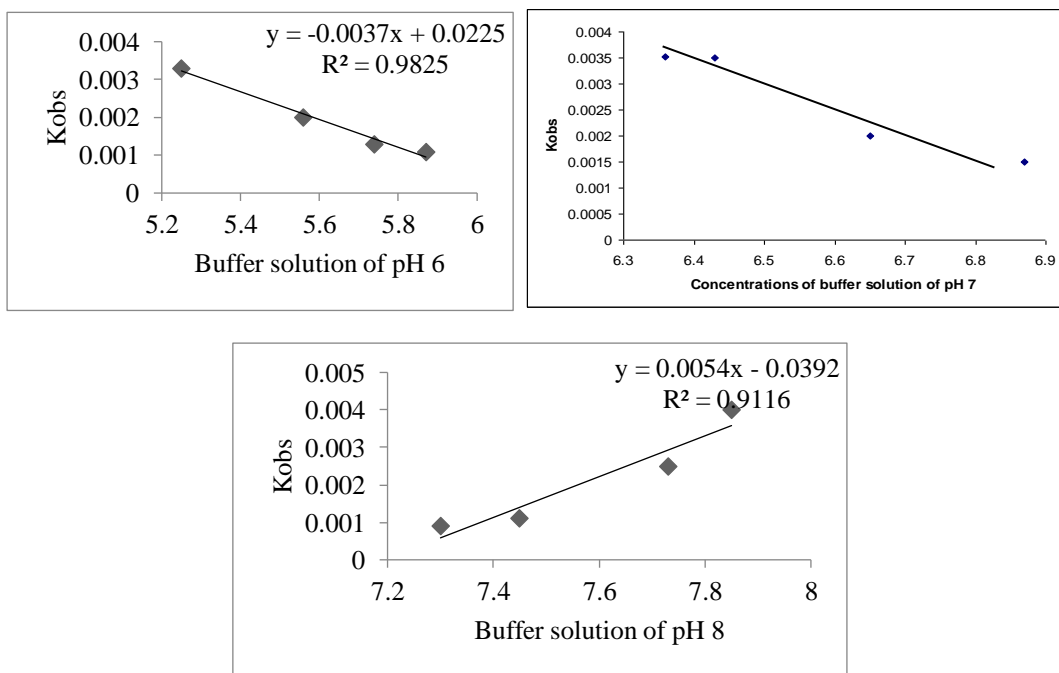 y = -0.0037x + 0.0225
R² = 0.9825
0.004
0.003
0.002
0.001
0
Kobs
5.2 5.4 5.6 5.8 6
Buffer solution of pH 6
0.004
0.0035
0.003
0.0025
0.002
0.0015
0.001
0.0005
0
Kobs
6.3 6.4 6.5 6.6 6.7 6.8 6.9
Concentrations of buffer solution of pH 7
y = 0.0054x - 0.0392
R² = 0.9116
0.005
0.004
0.003
0.002
0.001
0
Kobs
7.2 7.4 7.6 7.8 8
Buffer solution of pH 8